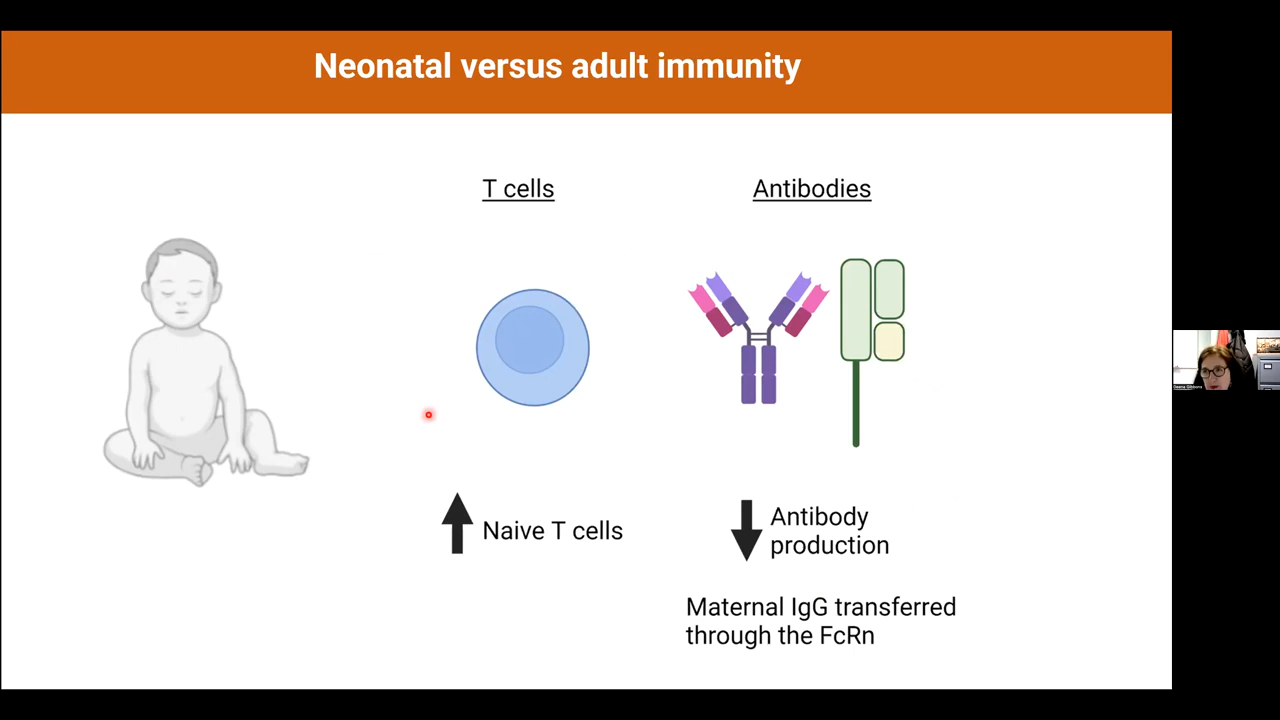 Neonatal versus adult immunity
T cells
Antibodies
Naive T cells
Antibody
production
Maternal IgG transferred
through the FcRn